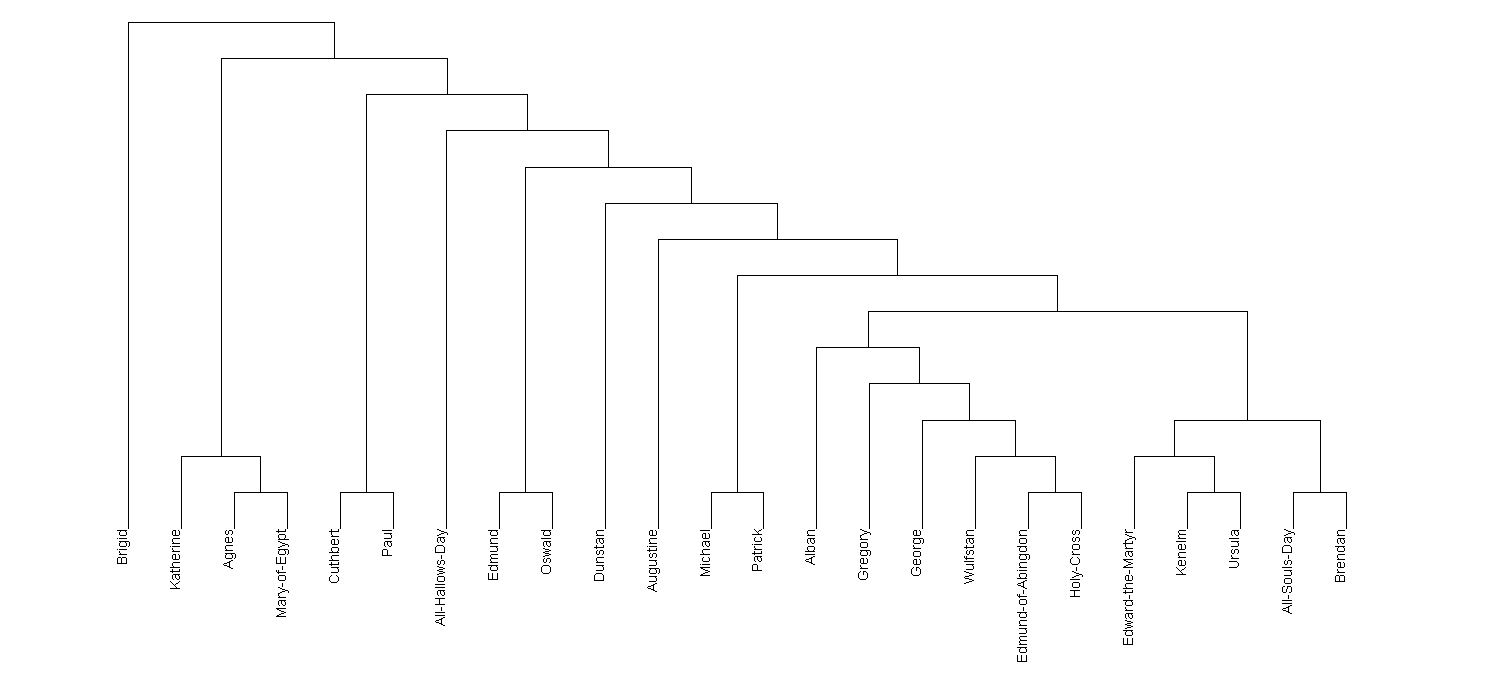 Brigid
Katherine
Agnes
Mary-of-Egypt
Cuthbert
Paul
All-Hallows-Day
Edmund
Oswald
Dunstan
Augustine
Michael
Patrick
Alban
Gregory
George
Wulfstan
Edmund-of-Abingdon
Holy-Cross
Edward-the-Martyr
Kenelm
Ursula
All-Souls-Day
Brendan